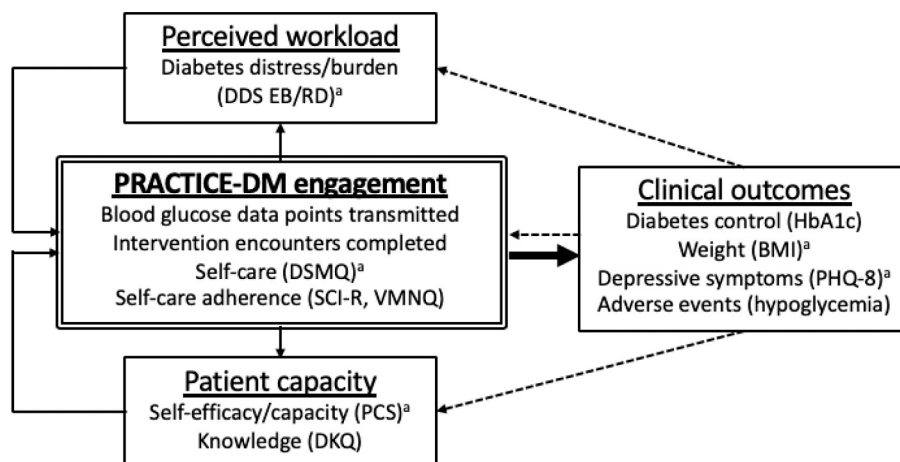 Perceived workload
Diabetes distress/burden
(DDS EB/RD)ᵃ
PRACTICE-DM engagement
Blood glucose data points transmitted
Intervention encounters completed
Self-care (DSMQ)ᵃ
Self-care adherence (SCI-R, VMNQ)
Clinical outcomes
Diabetes control (HbA1c)
Weight (BMI)ᵃ
Depressive symptoms (PHQ-8)ᵃ
Adverse events (hypoglycemia)
Patient capacity
Self-efficacy/capacity (PCS)ᵃ
Knowledge (DKQ)